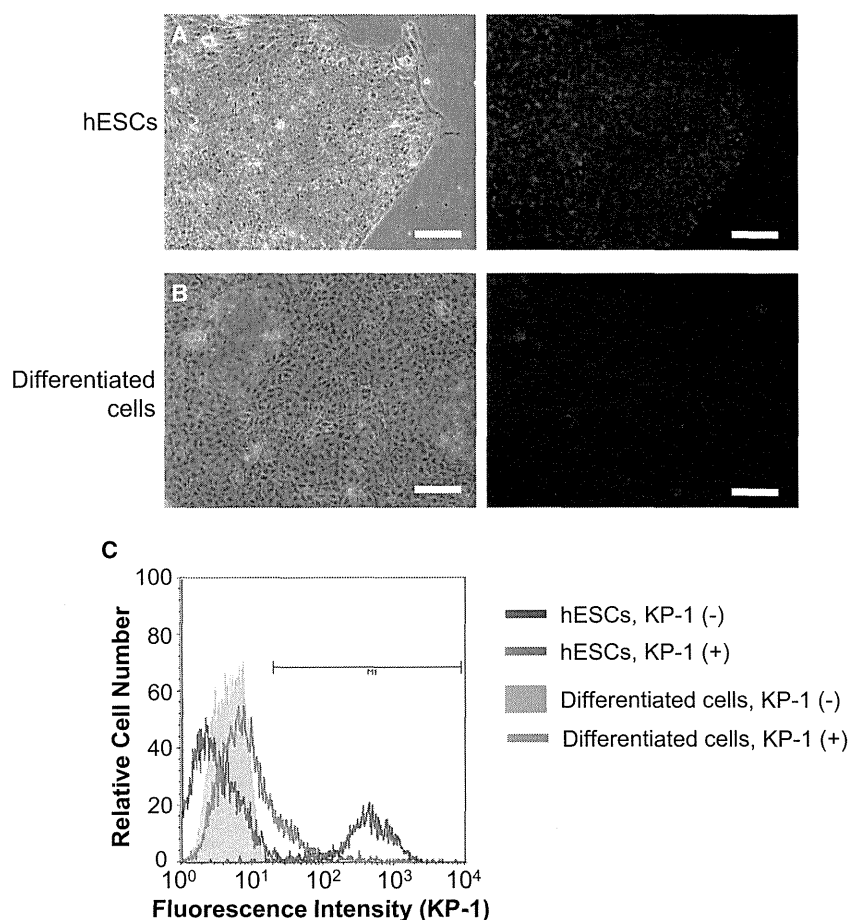 A
hESCs
B
Differentiated
cells
C
100
80
60
40
20
0
10⁰ 10¹ 10² 10³ 10⁴
Relative Cell Number
Fluorescence Intensity (KP-1)
M1
hESCs, KP-1 (-)
hESCs, KP-1 (+)
Differentiated cells, KP-1 (-)
Differentiated cells, KP-1 (+)